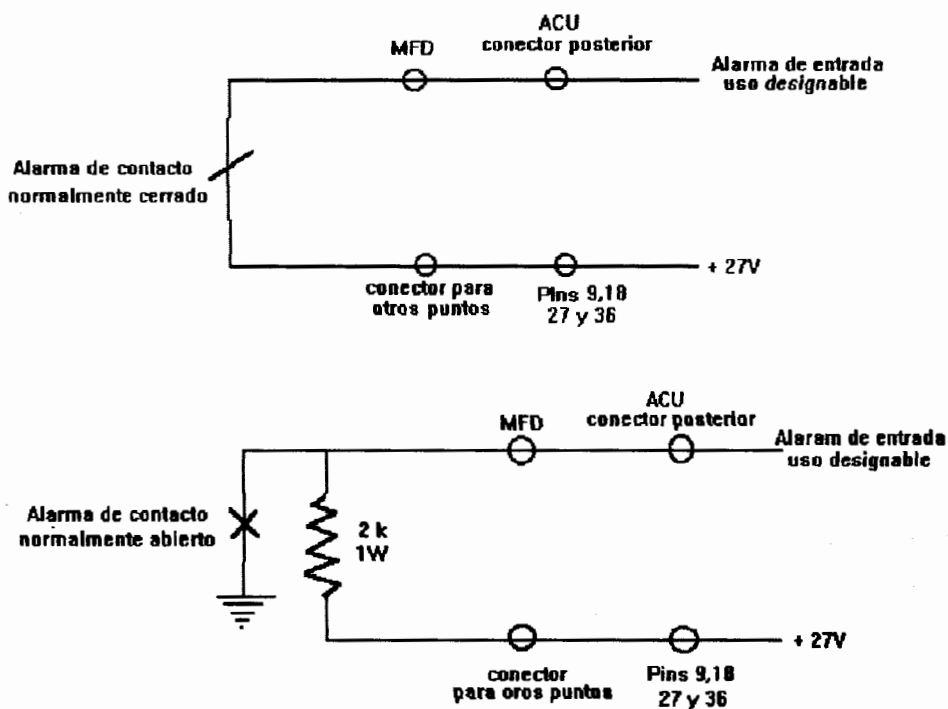 ACU
MFD
conector posterior
Alarma de entrada
uso designable
Alarma de contacto
normalmente cerrado
+ 27V
conector para
otros puntos
Pins 9,18
27 y 36
ACU
conector posterior
MFD
Alaram de entrada
uso designable
Alarma de contacto
normalmente abierto
2 k
1W
+ 27V
conector
para oros puntos
Pins 9,18
27 y 36